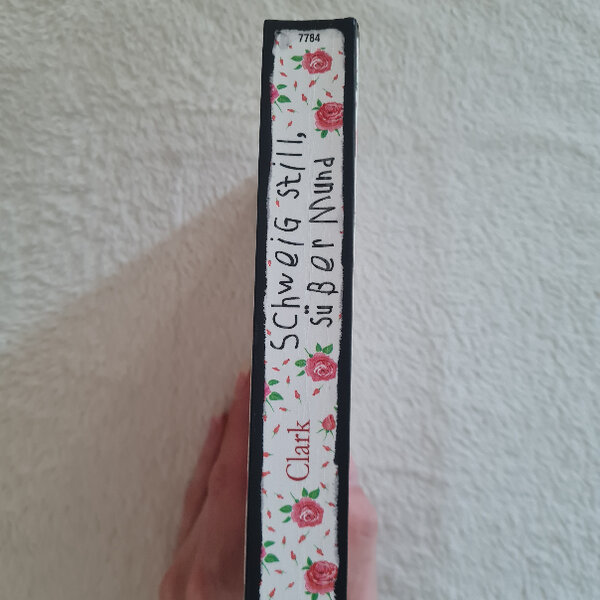 7784
SChweiG still,
süßer Mund
Clark